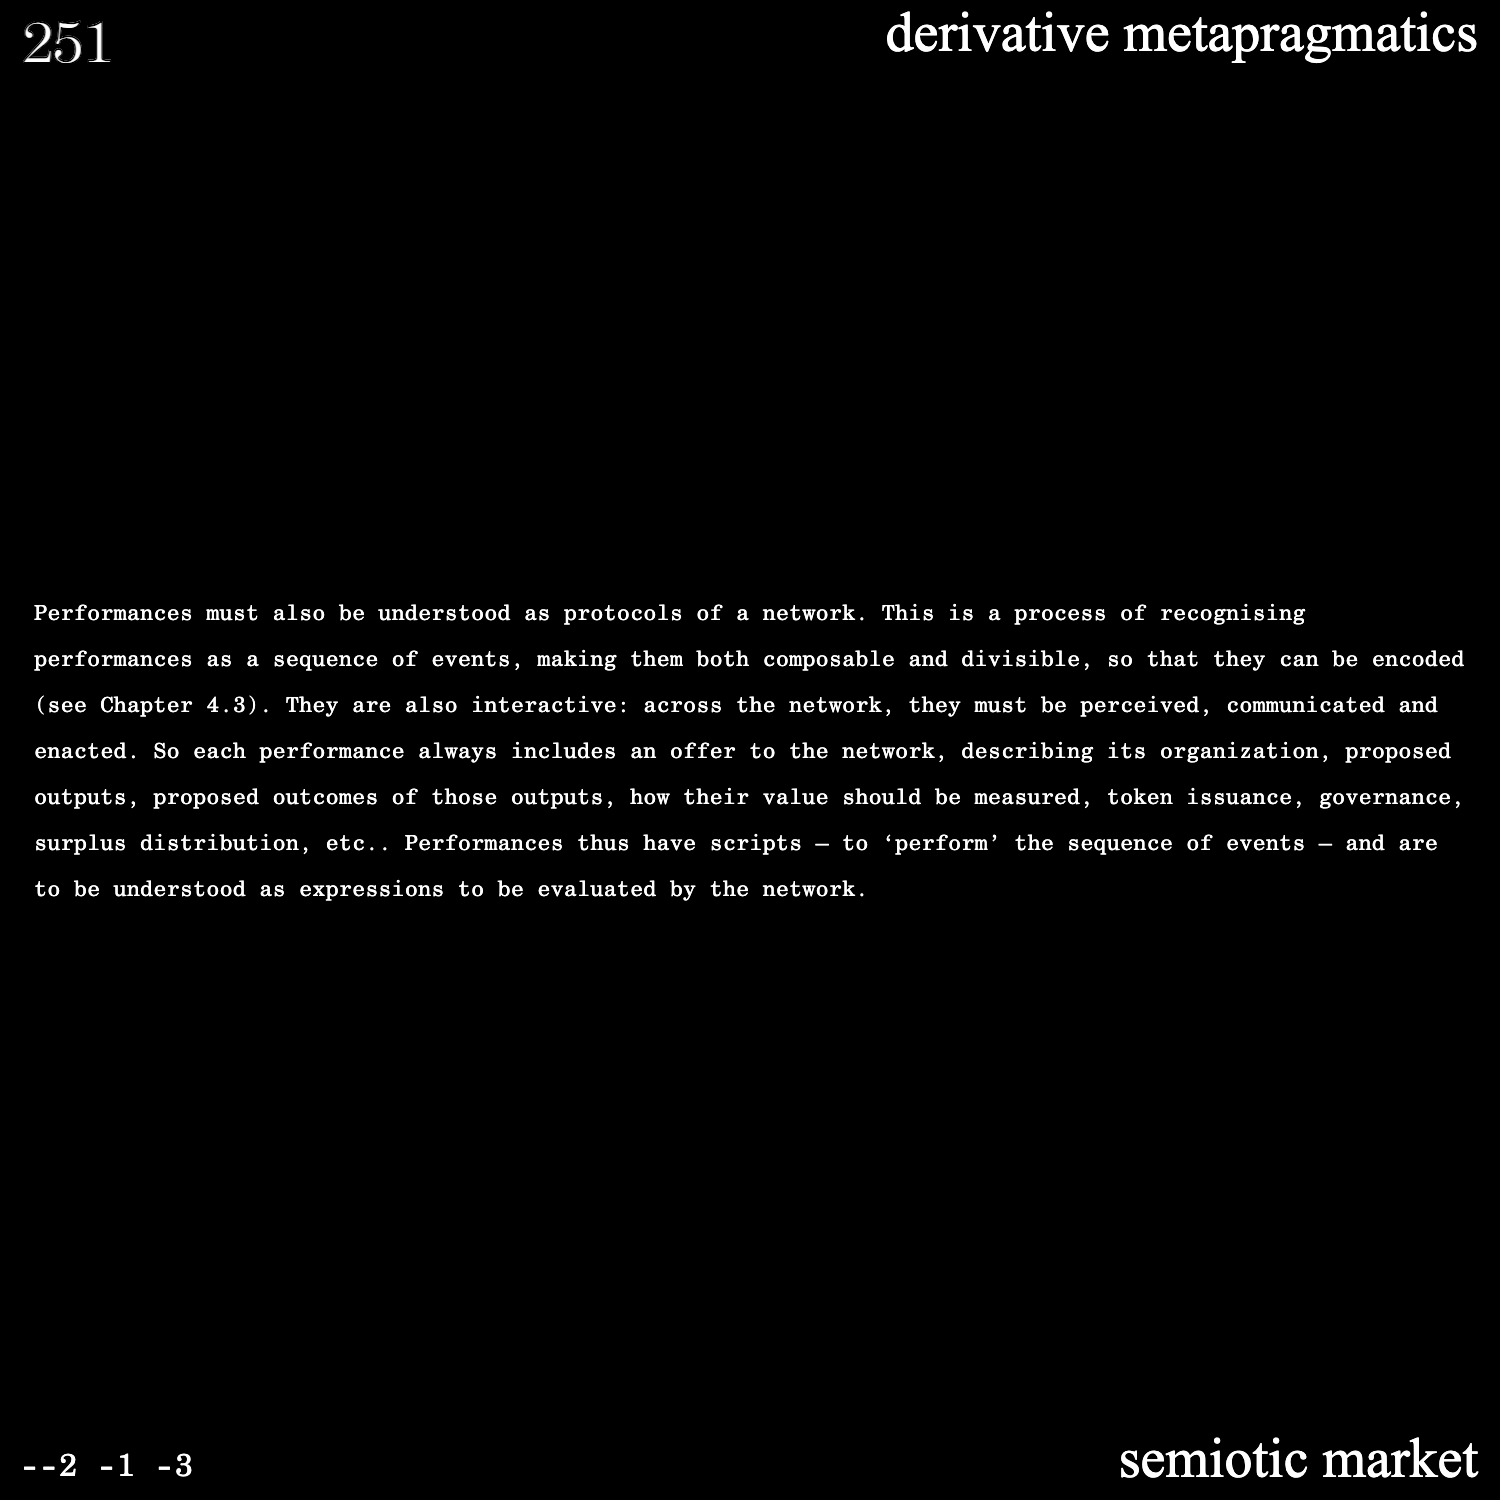 251
derivative metapragmatics
Performances must also be understood as protocols of a network. This is a process of recognising
performances as a sequence of events, making them both composable and divisible, so that they can be encoded
(see Chapter 4.3). They are also interactive: across the network, they must be perceived, communicated and
enacted. So each performance always includes an offer to the network, describing its organization, proposed
outputs, proposed outcomes of those outputs, how their value should be measured, token issuance, governance,
surplus distribution, etc.. Performances thus have scripts – to ‘perform’ the sequence of events – and are
to be understood as expressions to be evaluated by the network.
--2 -1 -3
semiotic market